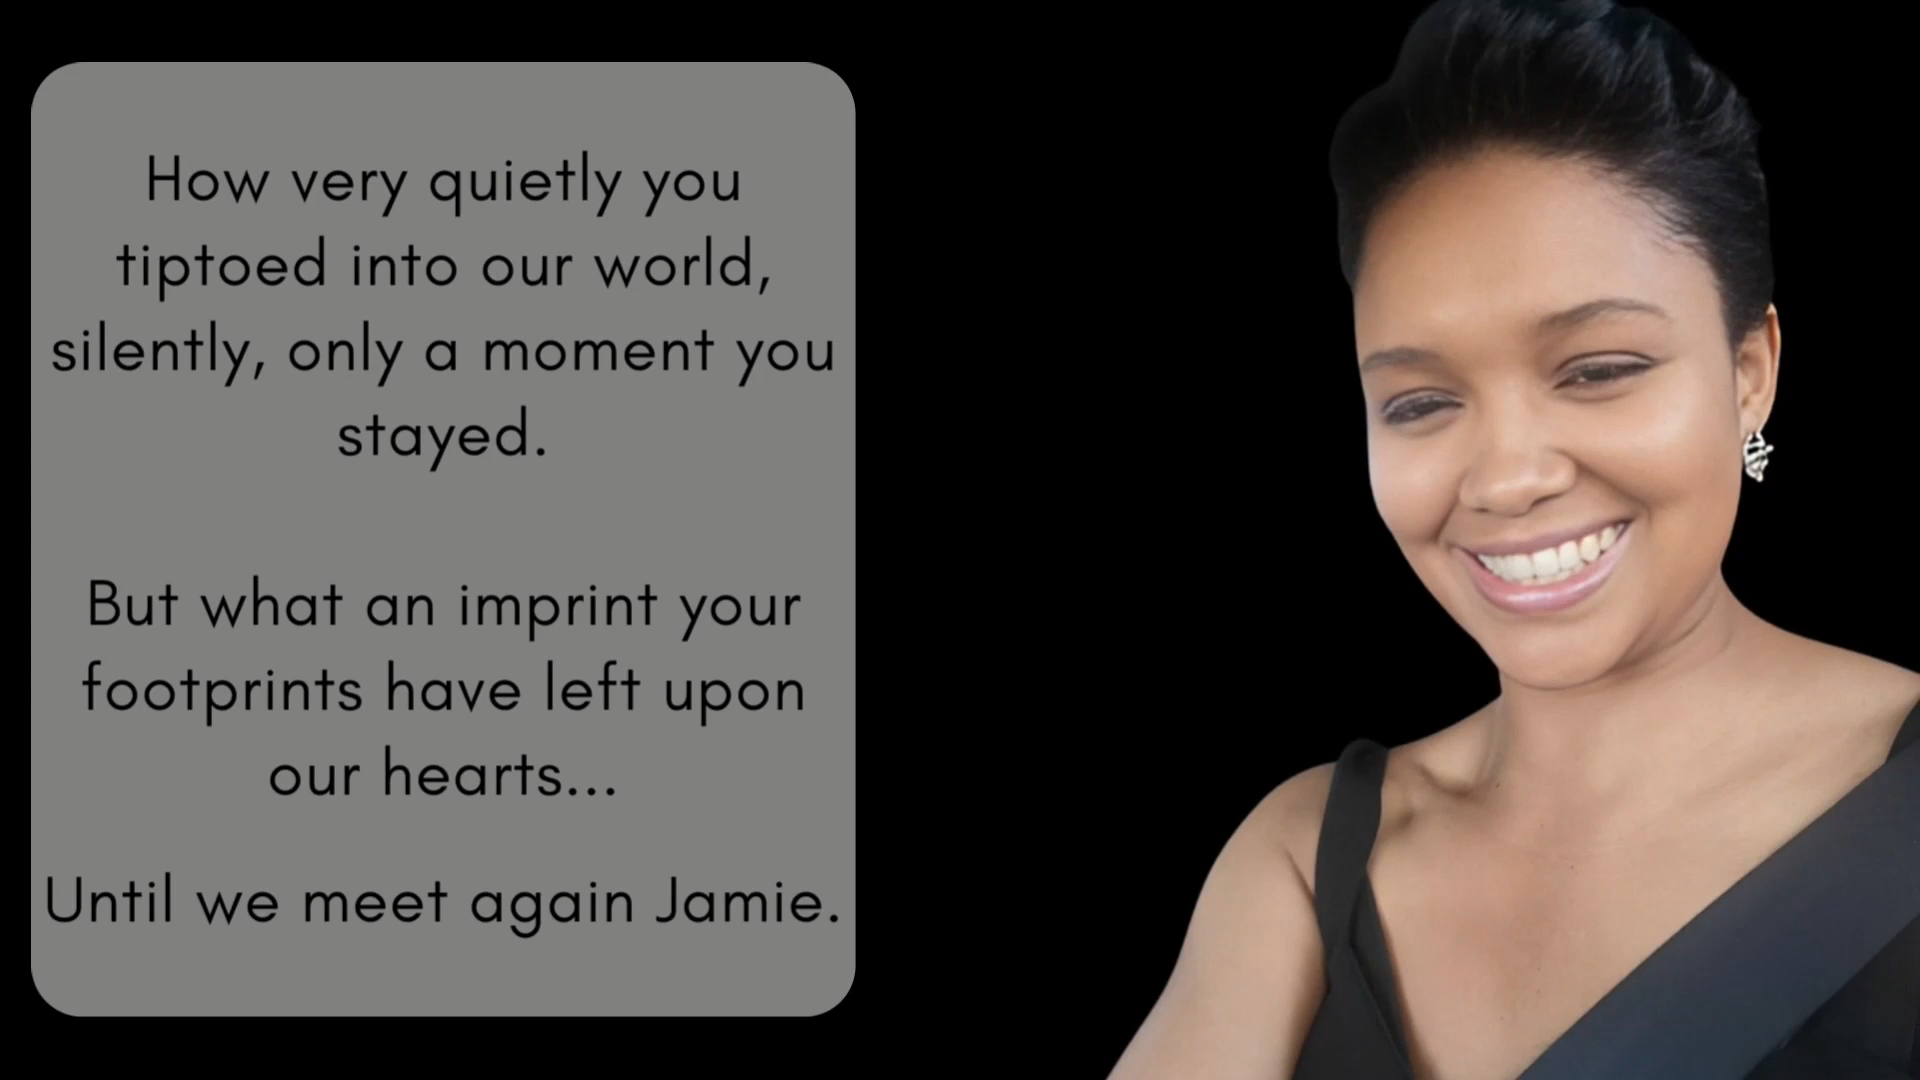 How very quietly you
tiptoed into our world,
silently, only a moment you
stayed.
But what an imprint your
footprints have left upon
our hearts...
Until we meet again Jamie.